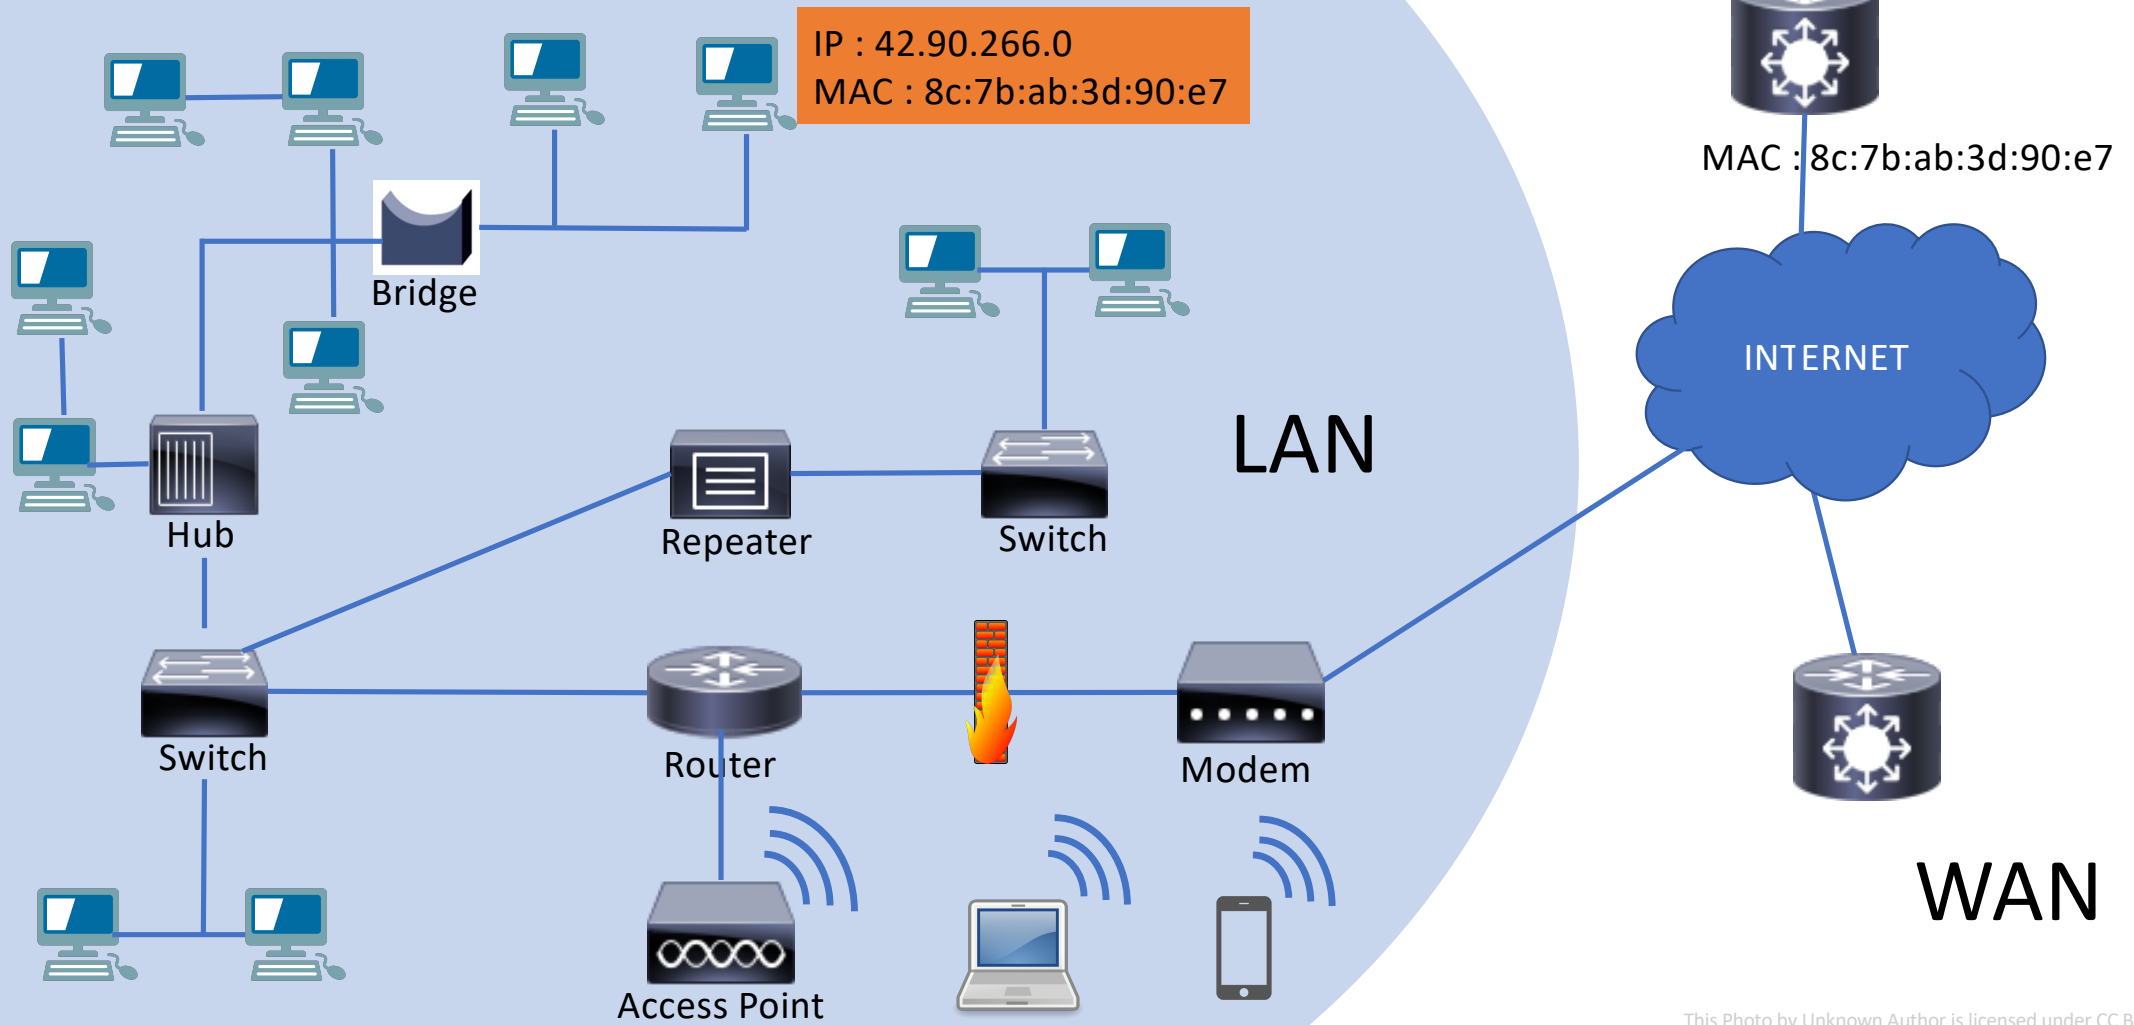 IP : 42.90.266.0
MAC : 8c:7b:ab:3d:90:e7
MAC : 8c:7b:ab:3d:90:e7
Bridge
INTERNET
LAN
Hub
Repeater
Switch
Switch
Router
Modem
WAN
Access Point
This Photo by Unknown Author is licensed under CC B